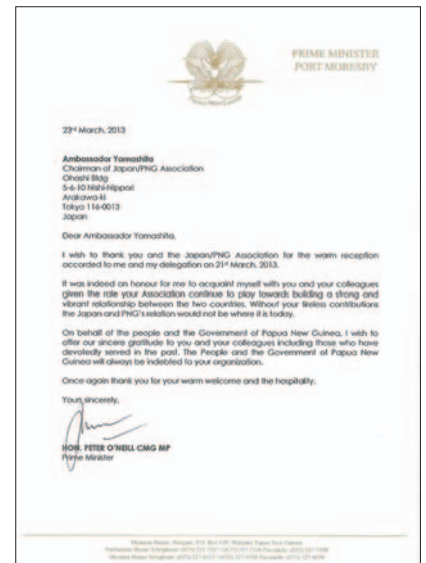 PRIME MINISTER
PORT MORESBY
23rd March, 2013
Ambassador Yamashita
Chairman of Japan/PNG Association
Ohashi Bldg
5-6-10 Nishi-Nippori
Arakawa-ki
Tokyo 116-0013
Japan
Dear Ambassador Yamashita,
I wish to thank you and the Japan/PNG Association for the warm reception
accorded to me and my delegation on 21st March, 2013.
It was indeed an honour for me to acquaint myself with you and your colleagues
given the role your Association continue to play towards building a strong and
vibrant relationship between the two countries. Without your tireless contributions
the Japan and PNG's relation would not be where it is today.
On behalf of the people and the Government of Papua New Guinea, I wish to
offer our sincere gratitude to you and your colleagues including those who have
devotedly served in the past. The People and the Government of Papua New
Guinea will always be indebted to your organization.
Once again thank you for your warm welcome and the hospitality.
Yours sincerely,
HON. PETER O'NEILL CMG MP
Prime Minister